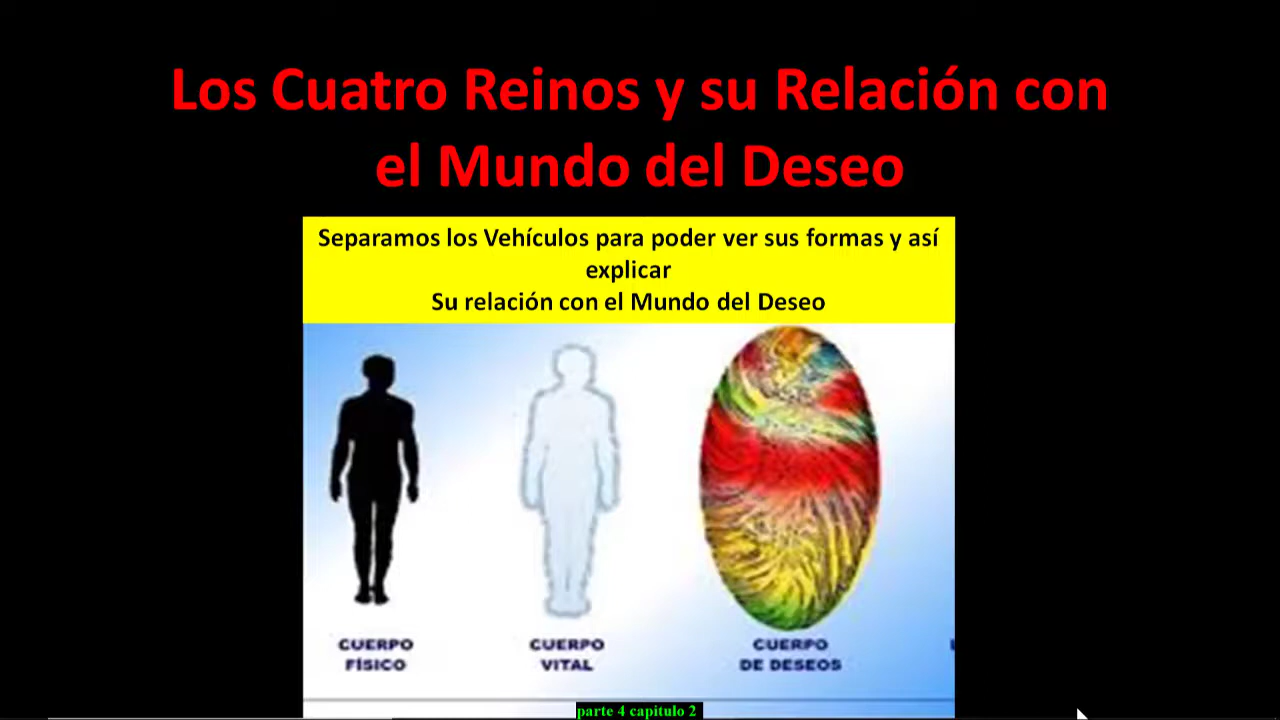 Los Cuatro Reinos y su Relación con
el Mundo del Deseo
Separamos los Vehículos para poder ver sus formas y así
explicar
Su relación con el Mundo del Deseo
CUERPO
FÍSICO
CUERPO
VITAL
CUERPO
DE DESEOS
parte 4 capitulo 2